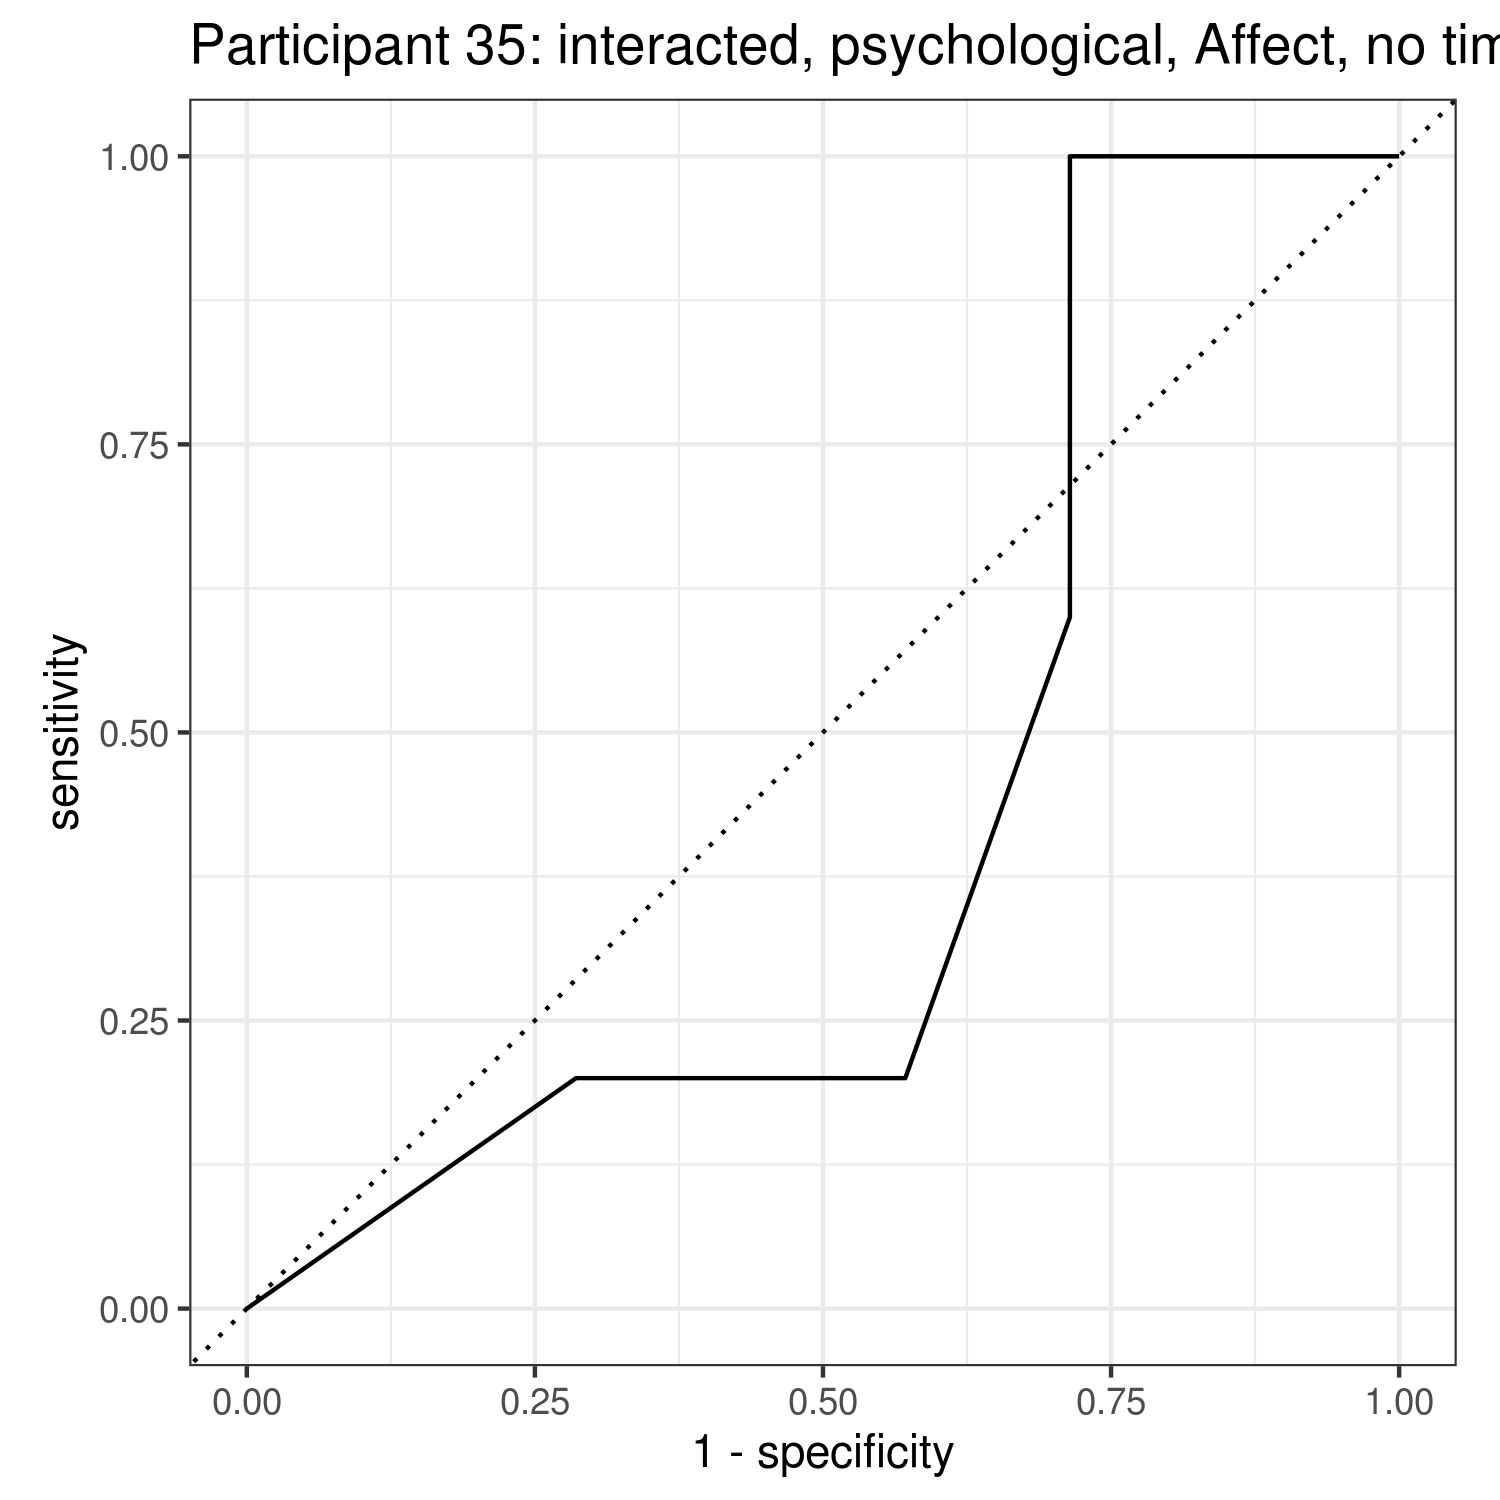 Participant 35: interacted, psychological, Affect, no tim
1.00
0.75
0.50
0.25
0.00
sensitivity
0.00 0.25 0.50 0.75 1.00
1 - specificity